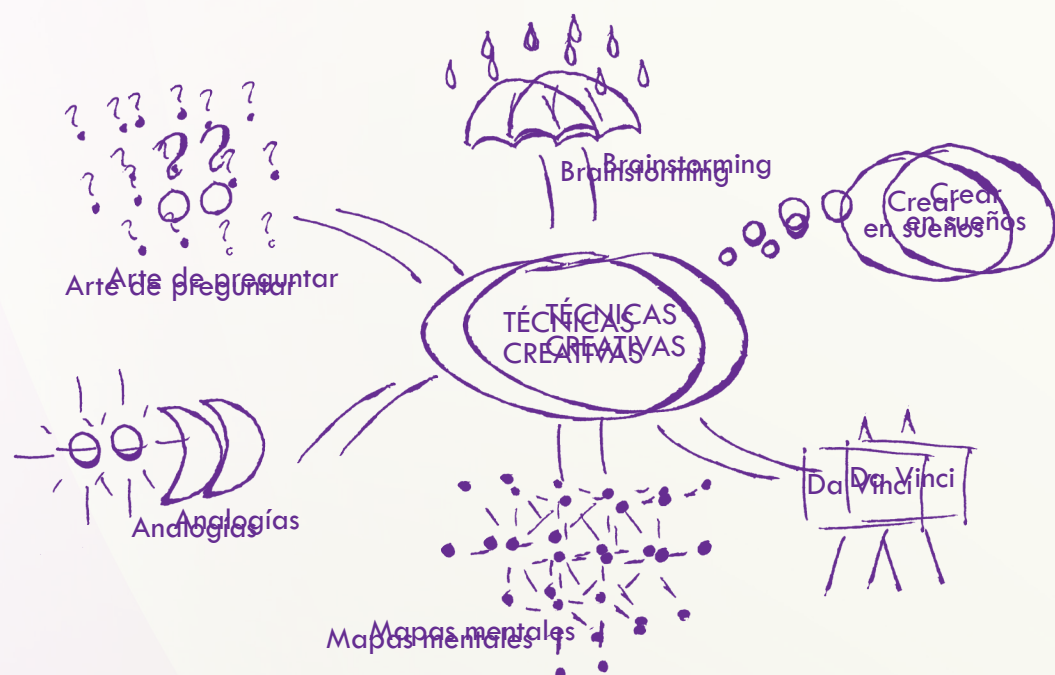 Brainstorming
Crear
en sueños
Arte de preguntar
TÉCNICAS
CREATIVAS
Da Vinci
Analogías
Mapas mentales